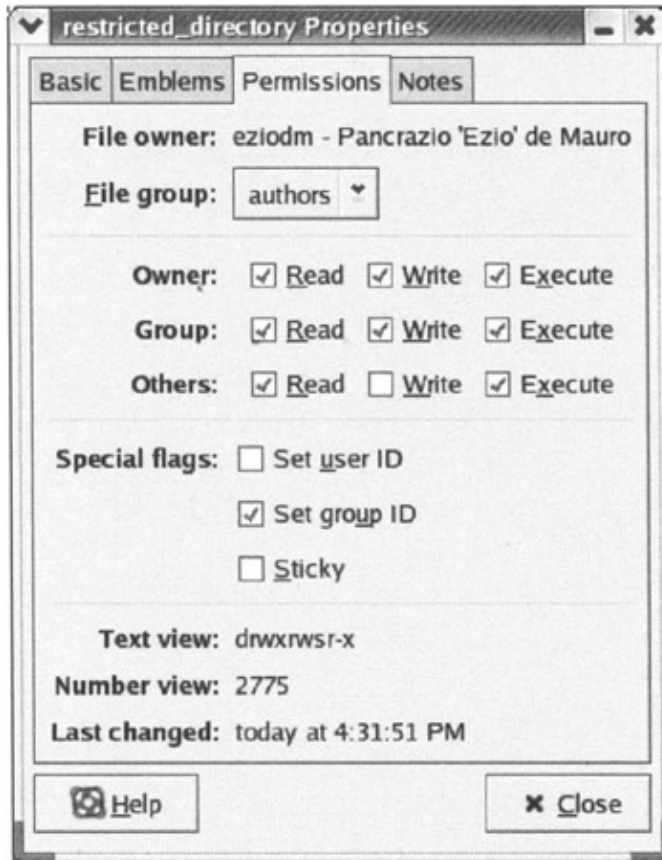 restricted_directory Properties
Basic Emblems Permissions Notes
File owner: eziodm - Pancrazio 'Ezio' de Mauro
File group: authors
Owner: Read Write Execute
Group: Read Write Execute
Others: Read Write Execute
Special flags: Set user ID
Set group ID
Sticky
Text view: drwxrwsr-x
Number view: 2775
Last changed: today at 4:31:51 PM
Help Close